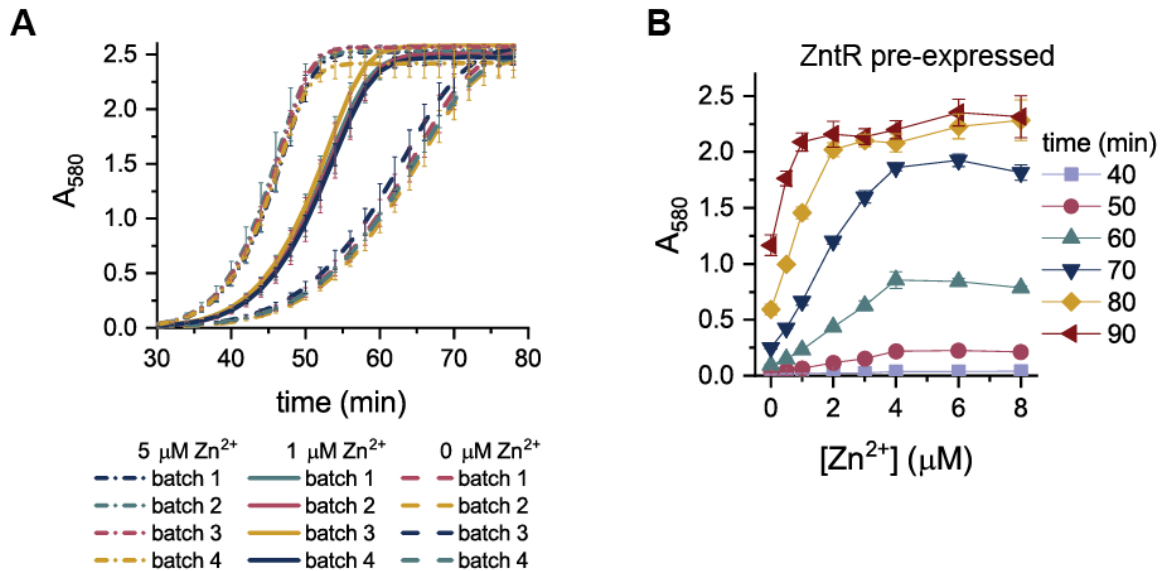 A
A580
2.5
2.0
1.5
1.0
0.5
0.0
30 40 50 60 70 80
time (min)
5 μM Zn2+ 1 μM Zn2+ 0 μM Zn2+
batch 1 batch 1 batch 1
batch 2 batch 2 batch 2
batch 3 batch 3 batch 3
batch 4 batch 4 batch 4
B
ZntR pre-expressed
A580
2.5
2.0
1.5
1.0
0.5
0.0
0 2 4 6 8
[Zn2+] (μM)
time (min)
40
50
60
70
80
90